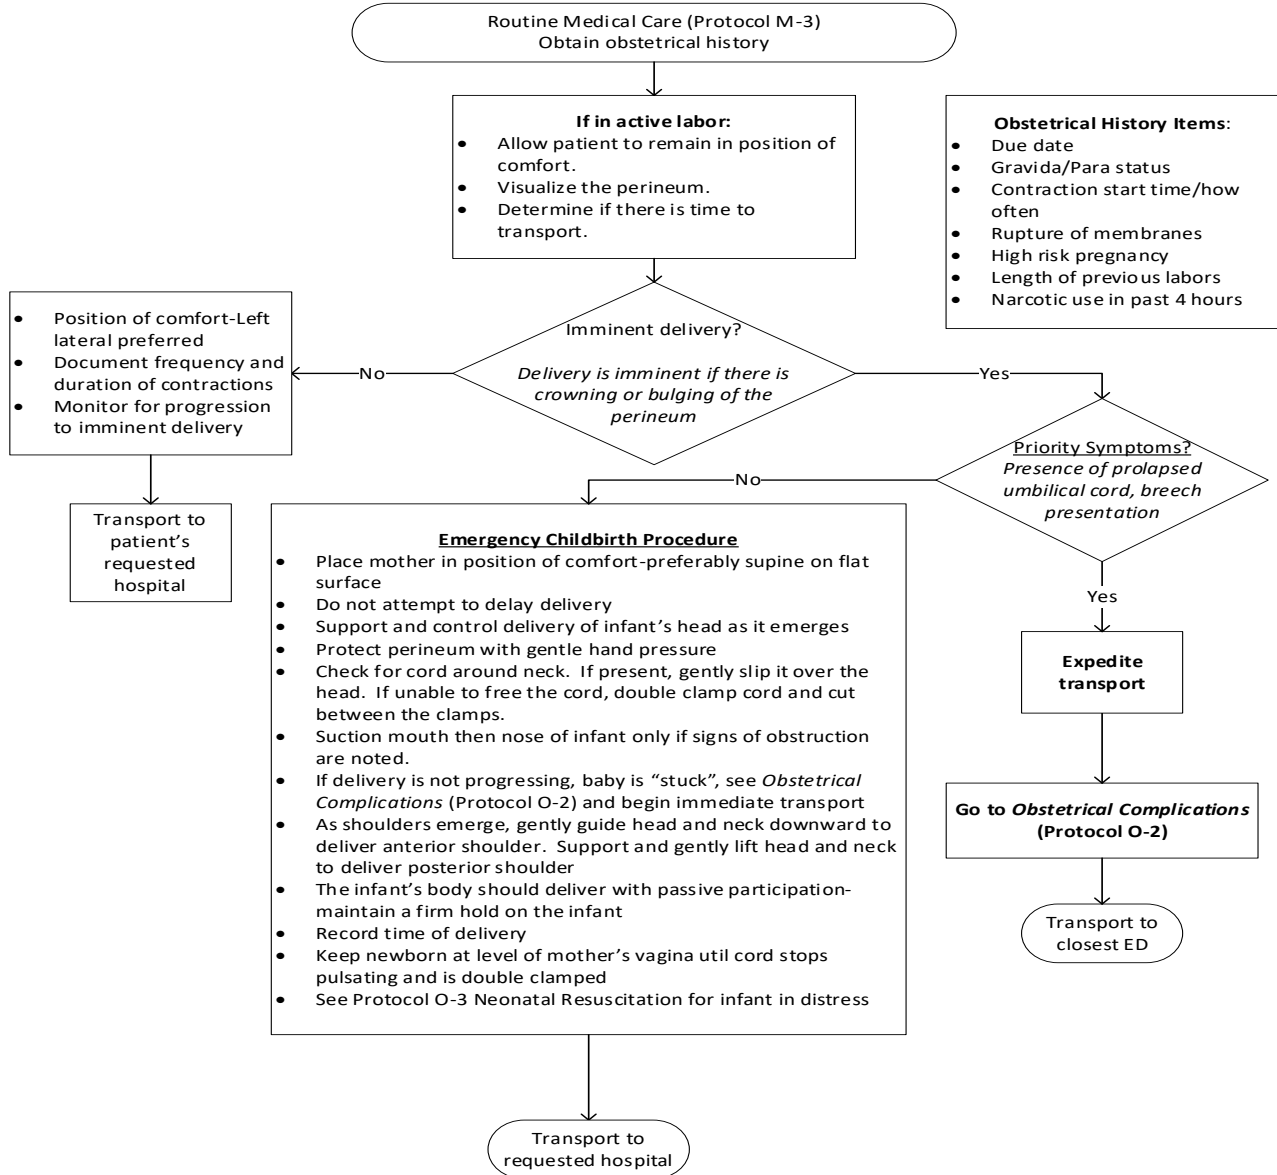 Routine Medical Care (Protocol M-3)
Obtain obstetrical history
If in active labor:
• Allow patient to remain in position of
comfort.
• Visualize the perineum.
• Determine if there is time to
transport.
Obstetrical History Items:
• Due date
• Gravida/Para status
• Contraction start time/how
often
• Rupture of membranes
• High risk pregnancy
• Length of previous labors
• Narcotic use in past 4 hours
Imminent delivery?
Delivery is imminent if there is
crowning or bulging of the
perineum
No
Yes
• Position of comfort-Left
lateral preferred
• Document frequency and
duration of contractions
• Monitor for progression
to imminent delivery
Transport to
patient's
requested
hospital
Priority Symptoms?
Presence of prolapsed
umbilical cord, breech
presentation
No
Yes
Emergency Childbirth Procedure
• Place mother in position of comfort-preferably supine on flat
surface
• Do not attempt to delay delivery
• Support and control delivery of infant's head as it emerges
• Protect perineum with gentle hand pressure
• Check for cord around neck.  If present, gently slip it over the
head.  If unable to free the cord, double clamp cord and cut
between the clamps.
• Suction mouth then nose of infant only if signs of obstruction
are noted.
• If delivery is not progressing, baby is “stuck”, see Obstetrical
Complications (Protocol O-2) and begin immediate transport
• As shoulders emerge, gently guide head and neck downward to
deliver anterior shoulder.  Support and gently lift head and neck
to deliver posterior shoulder
• The infant's body should deliver with passive participation-
maintain a firm hold on the infant
• Record time of delivery
• Keep newborn at level of mother's vagina util cord stops
pulsating and is double clamped
• See Protocol O-3 Neonatal Resuscitation for infant in distress
Transport to
requested hospital
Expedite
transport
Go to Obstetrical Complications
(Protocol O-2)
Transport to
closest ED